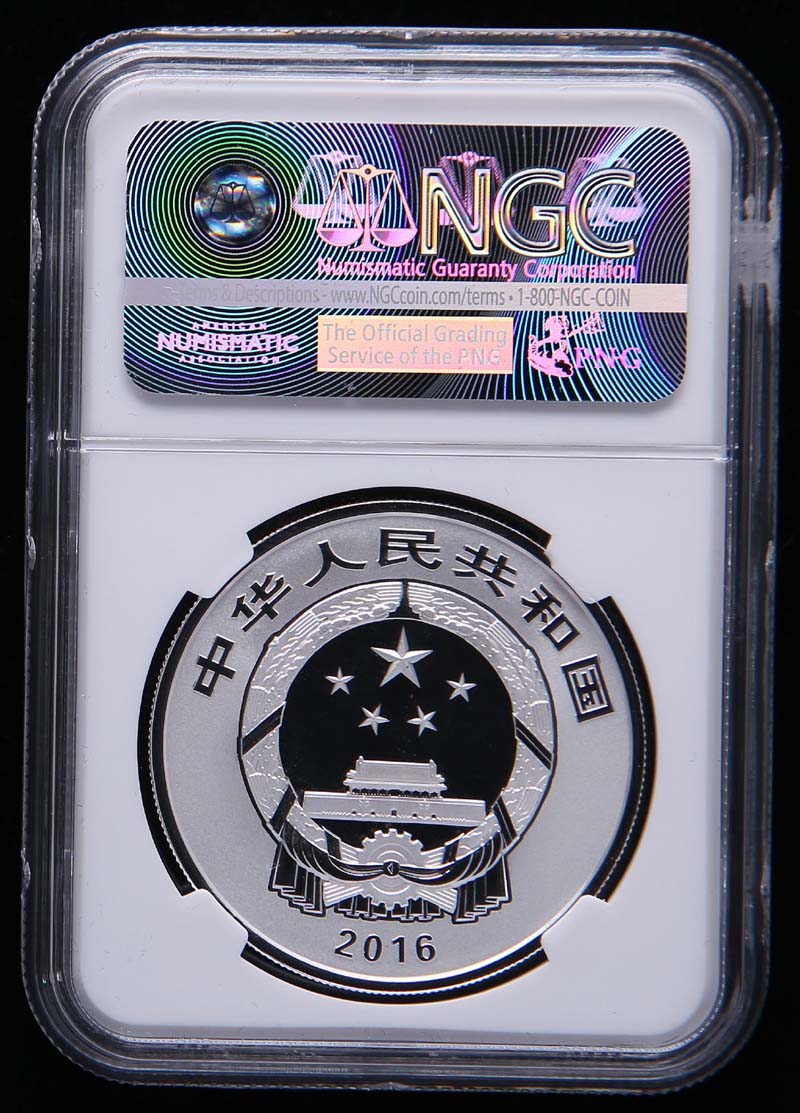 NGC
Numismatic Guaranty Corporation
Terms & Descriptions - www.NGCcoin.com/terms • 1-800-NGC-COIN
AMERICAN
NUMISMATIC
ASSOCIATION
The Official Grading
Service of the PNG
PNG
中华人民共和国
2016